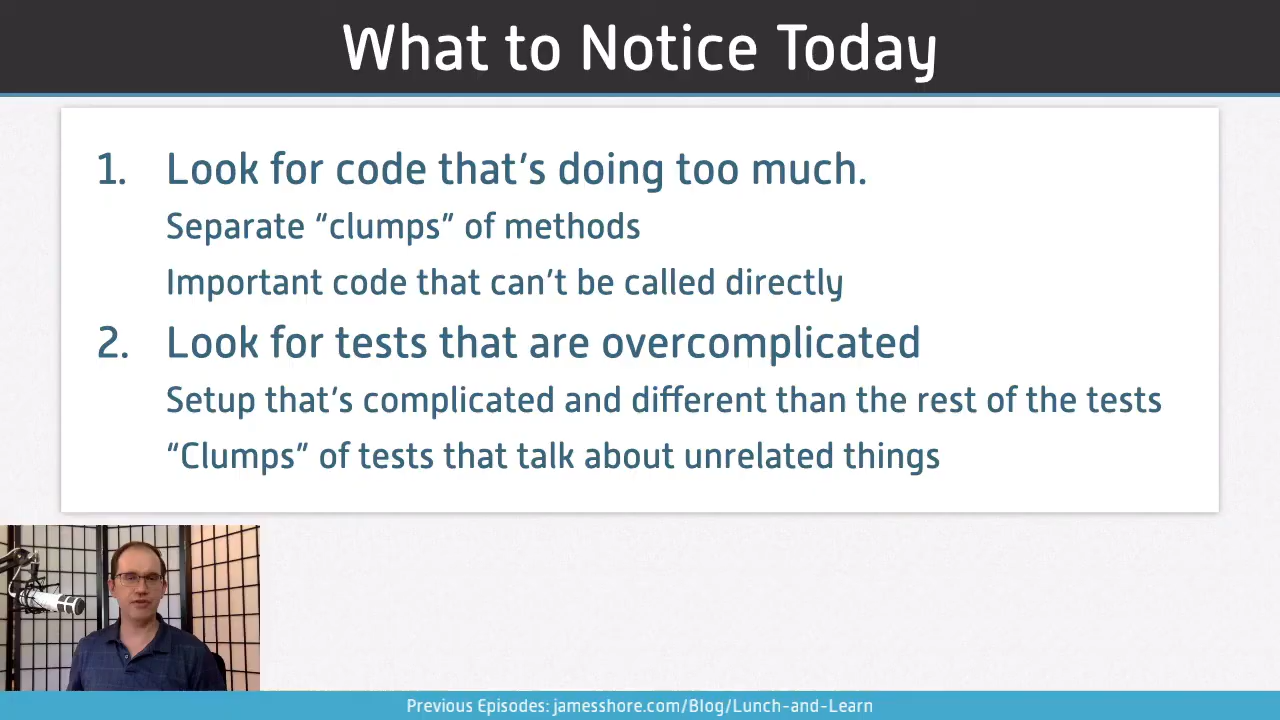 What to Notice Today
1. Look for code that’s doing too much.
Separate “clumps” of methods
Important code that can’t be called directly
2. Look for tests that are overcomplicated
Setup that’s complicated and different than the rest of the tests
“Clumps” of tests that talk about unrelated things
Previous Episodes: jamesshore.com/Blog/Lunch-and-Learn